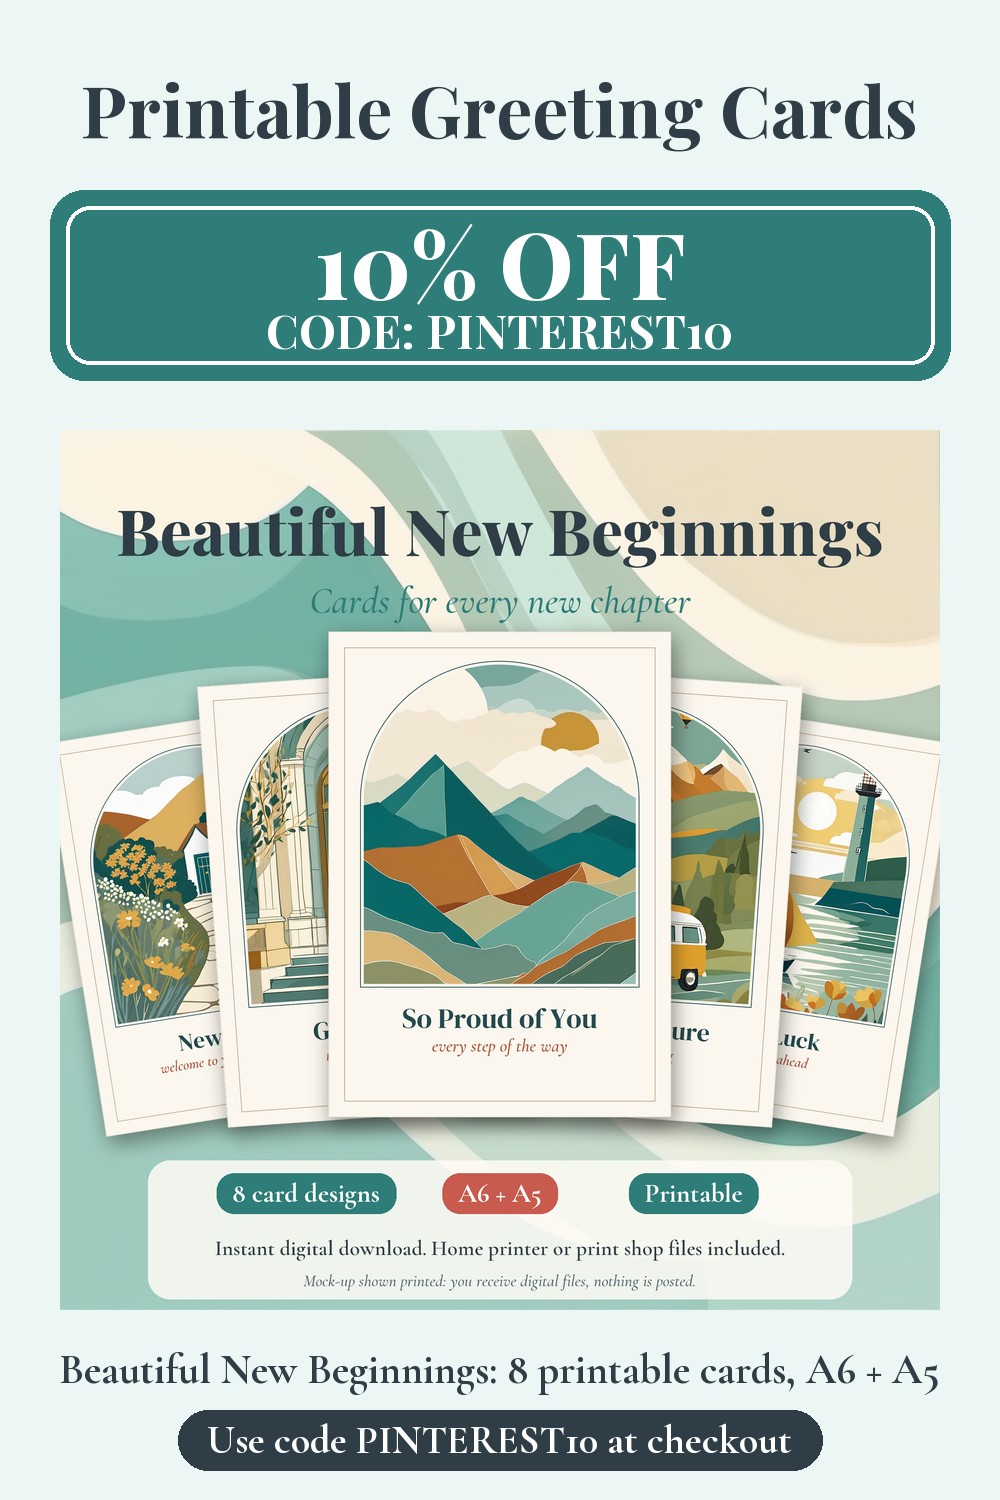 Printable Greeting Cards
10% OFF
CODE: PINTEREST10
Beautiful New Beginnings
Cards for every new chapter
So Proud of You
every step of the way
New
welcome to
G
ure
Luck
ahead
8 card designs
A6 + A5
Printable
Instant digital download. Home printer or print shop files included.
Mock-up shown printed: you receive digital files, nothing is posted.
Beautiful New Beginnings: 8 printable cards, A6 + A5
Use code PINTEREST10 at checkout